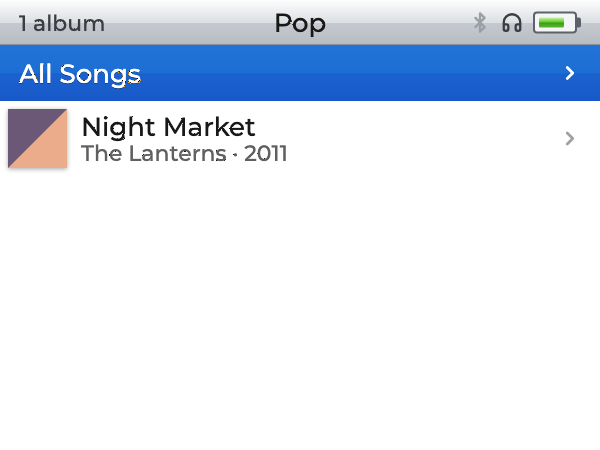 1 album
Pop
All Songs
Night Market
The Lanterns · 2011